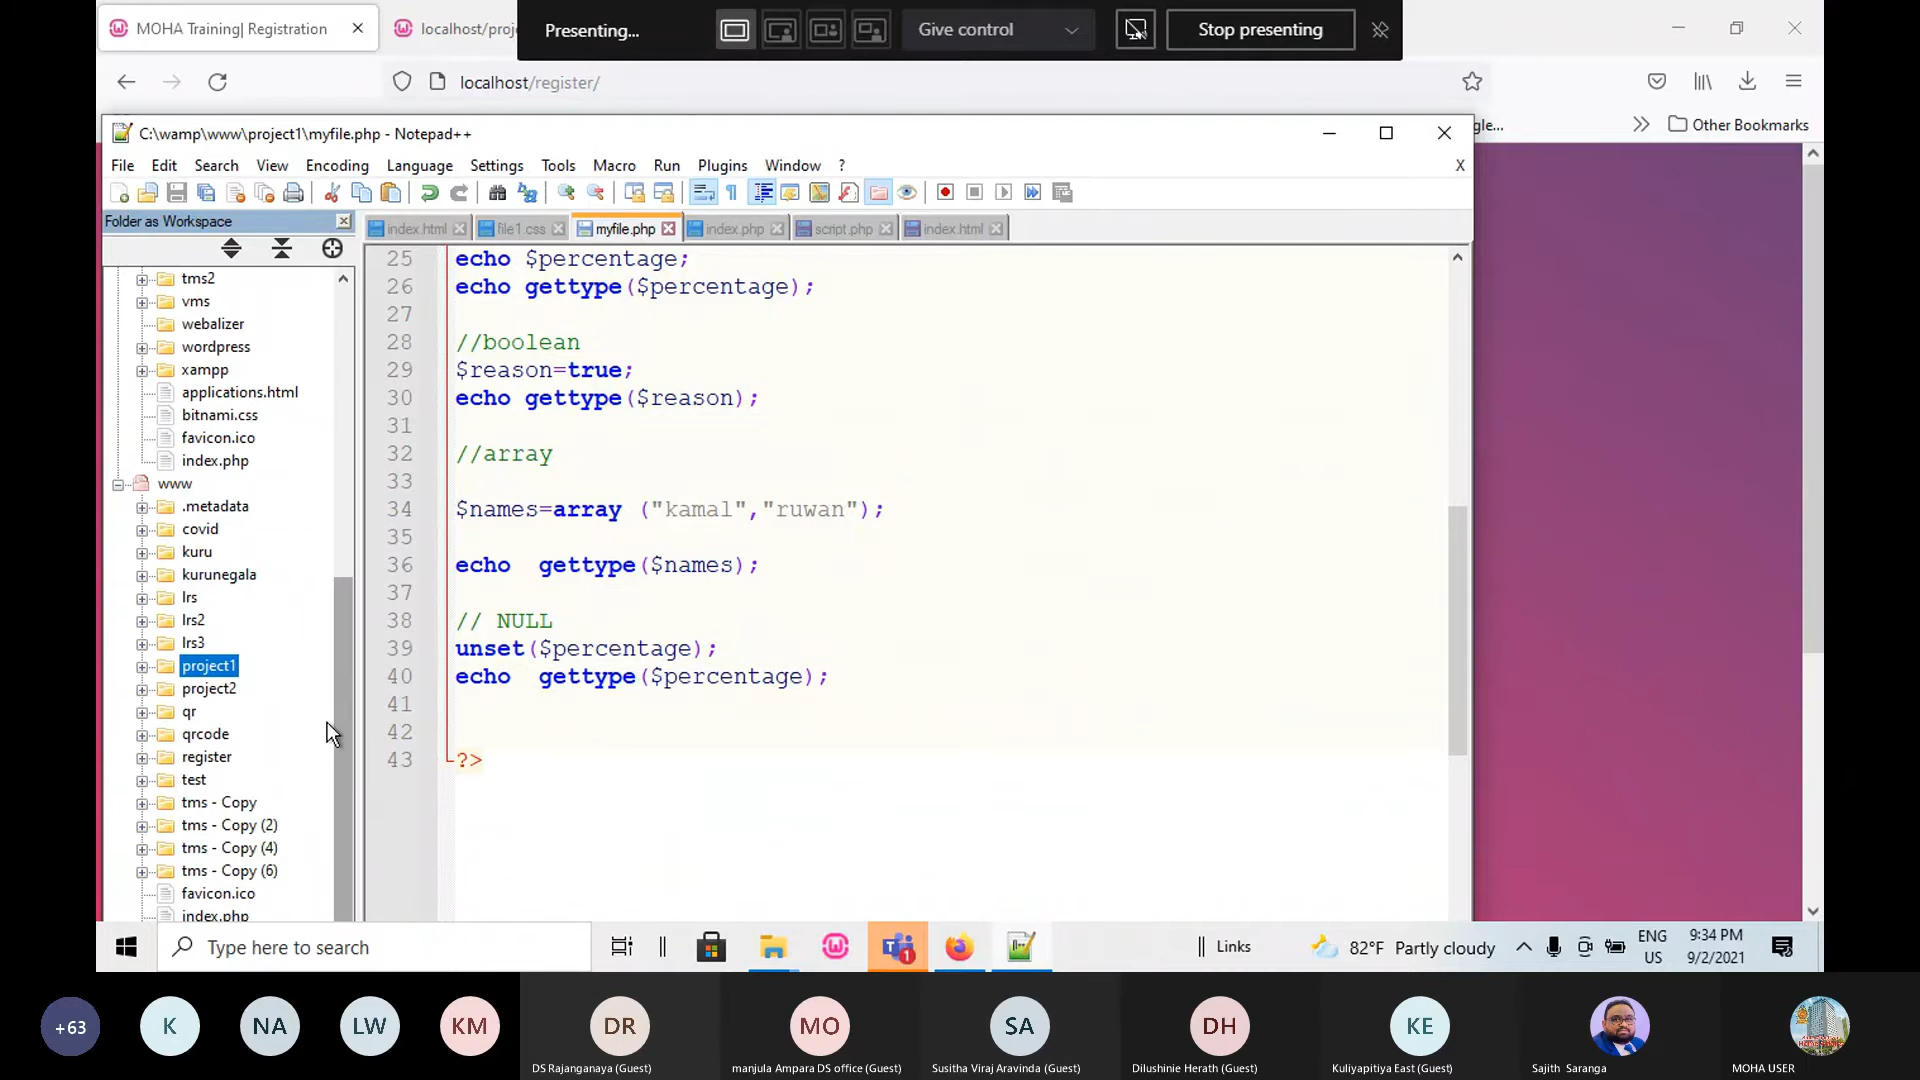 MOHA Training| Registration
localhost/proj
Presenting...
Give control
Stop presenting
localhost/register/
gle...
Other Bookmarks
C:\wamp\www\project1\myfile.php - Notepad++
File Edit Search View Encoding Language Settings Tools Macro Run Plugins Window ? X
Folder as Workspace
index.html
file1.css
myfile.php
index.php
script.php
index.html
tms2
vms
webalizer
wordpress
xampp
applications.html
bitnami.css
favicon.ico
index.php
www
.metadata
covid
kuru
kurunegala
lrs
lrs2
lrs3
project1
project2
qr
qrcode
register
test
tms - Copy
tms - Copy (2)
tms - Copy (4)
tms - Copy (6)
favicon.ico
index.php
25 echo $percentage;
26 echo gettype($percentage);
27
28 //boolean
29 $reason=true;
30 echo gettype($reason);
31
32 //array
33
34 $names=array ("kamal","ruwan");
35
36 echo  gettype($names);
37
38 // NULL
39 unset($percentage);
40 echo  gettype($percentage);
41
42
43 ?>
Type here to search
1
Links
82°F Partly cloudy
ENG
US
9:34 PM
9/2/2021
+63
K
NA
LW
KM
DR
MO
SA
DH
KE
DS Rajanganaya (Guest)
manjula Ampara DS office (Guest)
Susitha Viraj Aravinda (Guest)
Dilushinie Herath (Guest)
Kuliyapitiya East (Guest)
Sajith Saranga
MOHA USER